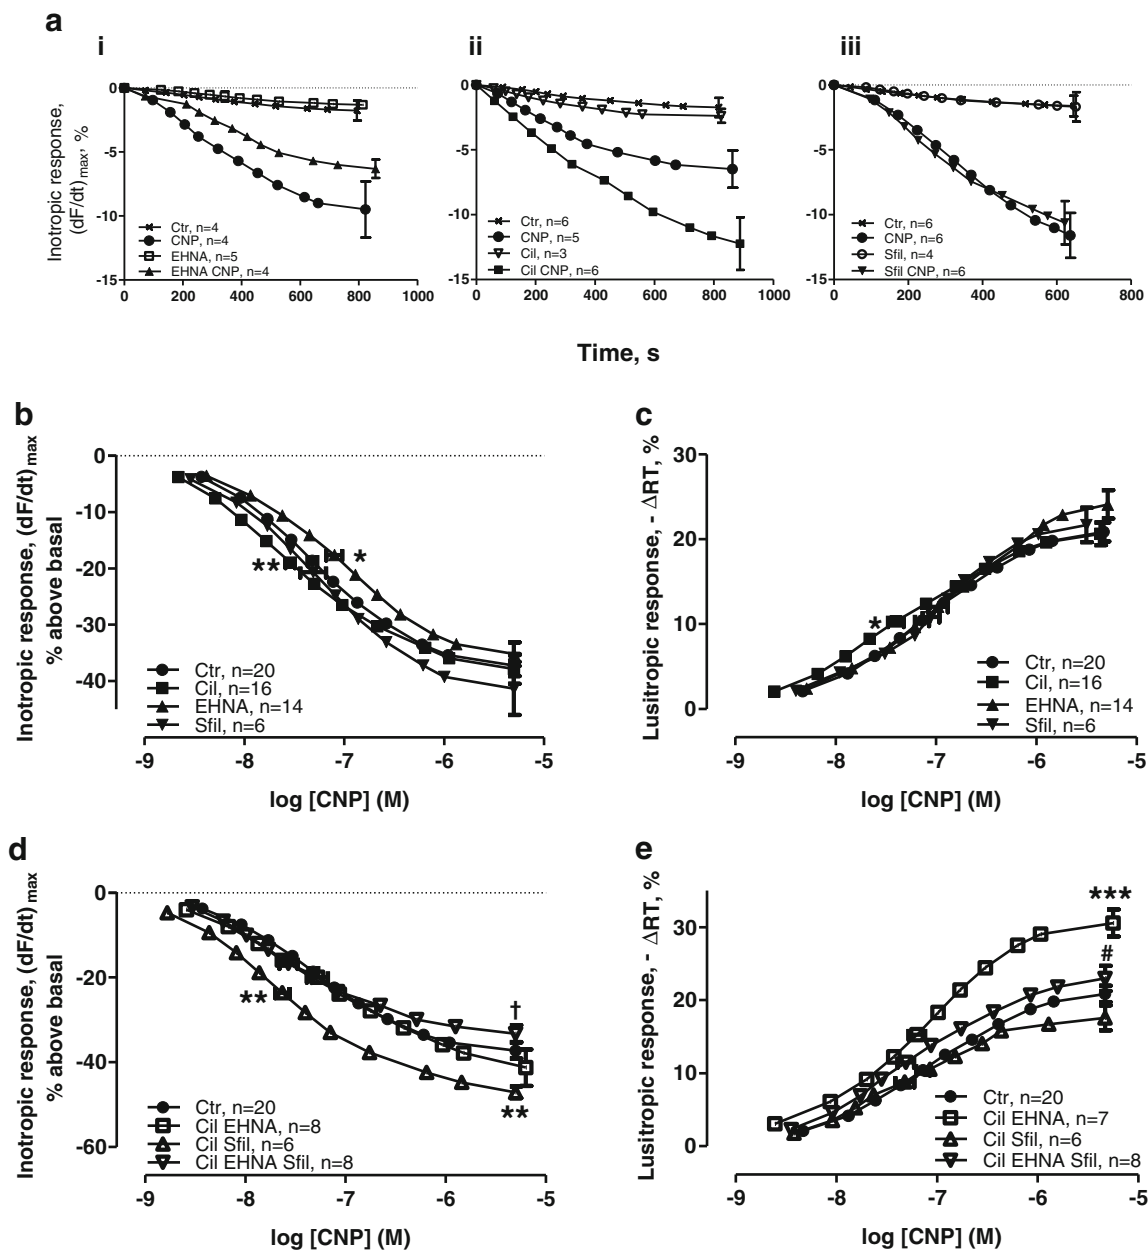 a
i
ii
iii
Inotropic response,
(dF/dt)max, %
0
-5
-10
-15
Ctr, n=4
CNP, n=4
EHNA, n=5
EHNA CNP, n=4
0 200 400 600 800 1000
0
-5
-10
-15
Ctr, n=6
CNP, n=5
Cil, n=3
Cil CNP, n=6
0 200 400 600 800 1000
0
-5
-10
-15
Ctr, n=6
CNP, n=6
Sfil, n=4
Sfil CNP, n=6
0 200 400 600 800
Time, s
b
Inotropic response, (dF/dt)max
% above basal
0
-10
-20
-30
-40
**
*
Ctr, n=20
Cil, n=16
EHNA, n=14
Sfil, n=6
-9 -8 -7 -6 -5
log [CNP] (M)
c
Lusitropic response, - ΔRT, %
30
20
10
0
*
Ctr, n=20
Cil, n=16
EHNA, n=14
Sfil, n=6
-9 -8 -7 -6 -5
log [CNP] (M)
d
Inotropic response, (dF/dt)max
% above basal
0
-20
-40
-60
**
†
**
Ctr, n=20
Cil EHNA, n=8
Cil Sfil, n=6
Cil EHNA Sfil, n=8
-9 -8 -7 -6 -5
log [CNP] (M)
e
Lusitropic response, - ΔRT, %
30
20
10
0
***
#
Ctr, n=20
Cil EHNA, n=7
Cil Sfil, n=6
Cil EHNA Sfil, n=8
-9 -8 -7 -6 -5
log [CNP] (M)